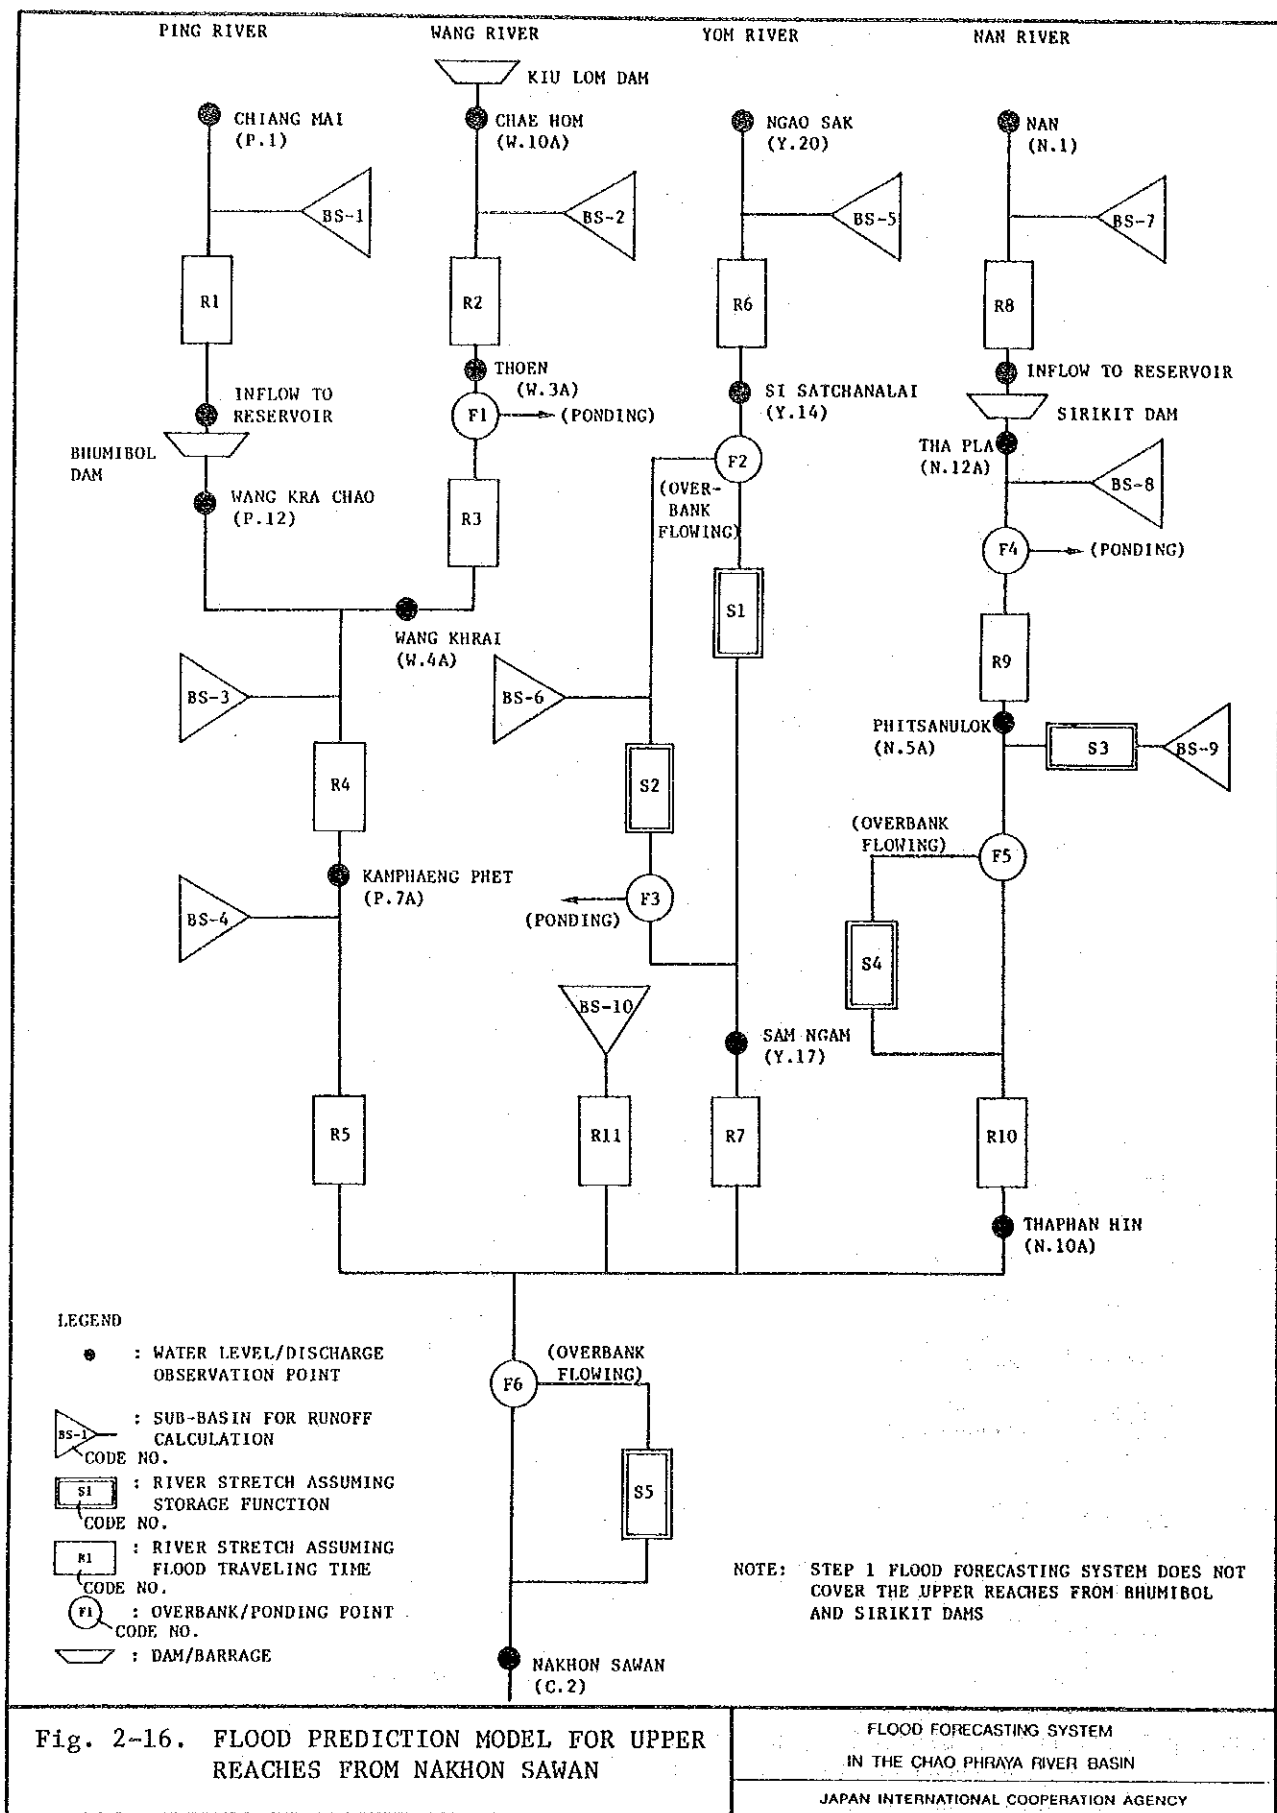 PING RIVER
WANG RIVER
YOM RIVER
NAN RIVER
KIU LOM DAM
CHIANG MAI
(P.1)
CHAE HOM
(W.10A)
NGAO SAK
(Y.20)
NAN
(N.1)
BS-1
BS-2
BS-5
BS-7
R1
R2
R6
R8
INFLOW TO
RESERVOIR
THOEN
(W.3A)
F1
(PONDING)
SI SATCHANALAI
(Y.14)
INFLOW TO RESERVOIR
SIRIKIT DAM
BHUMIBOL
DAM
THA PLA
(N.12A)
F2
(OVER-
BANK
FLOWING)
BS-8
WANG KRA CHAO
(P.12)
R3
F4
(PONDING)
S1
WANG KHRAI
(W.4A)
R9
BS-3
BS-6
PHITSANULOK
(N.5A)
S3
BS-9
R4
S2
(OVERBANK
FLOWING)
F5
KAMPHAENG PHET
(P.7A)
F3
(PONDING)
BS-4
S4
BS-10
SAM NGAM
(Y.17)
R5
R11
R7
R10
THAPHAN HIN
(N.10A)
LEGEND
: WATER LEVEL/DISCHARGE
OBSERVATION POINT
BS-1
: SUB-BASIN FOR RUNOFF
CALCULATION
CODE NO.
S1
: RIVER STRETCH ASSUMING
STORAGE FUNCTION
CODE NO.
R1
: RIVER STRETCH ASSUMING
FLOOD TRAVELING TIME
CODE NO.
F1
: OVERBANK/PONDING POINT
CODE NO.
: DAM/BARRAGE
F6
(OVERBANK
FLOWING)
S5
NAKHON SAWAN
(C.2)
NOTE: STEP 1 FLOOD FORECASTING SYSTEM DOES NOT
COVER THE UPPER REACHES FROM BHUMIBOL
AND SIRIKIT DAMS
Fig. 2-16. FLOOD PREDICTION MODEL FOR UPPER
REACHES FROM NAKHON SAWAN
FLOOD FORECASTING SYSTEM
IN THE CHAO PHRAYA RIVER BASIN
JAPAN INTERNATIONAL COOPERATION AGENCY